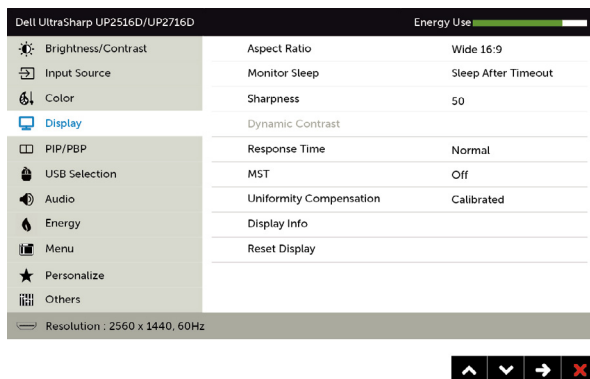 Dell UltraSharp UP2516D/UP2716D Energy Use
Brightness/Contrast Aspect Ratio Wide 16:9
Input Source Monitor Sleep Sleep After Timeout
Color Sharpness 50
Display Dynamic Contrast
PIP/PBP Response Time Normal
USB Selection MST Off
Audio Uniformity Compensation Calibrated
Energy Display Info
Menu Reset Display
Personalize
Others
Resolution : 2560 x 1440, 60Hz